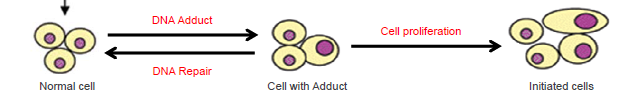 DNA Adduct
Cell proliferation
DNA Repair
Normal cell
Cell with Adduct
Initiated cells